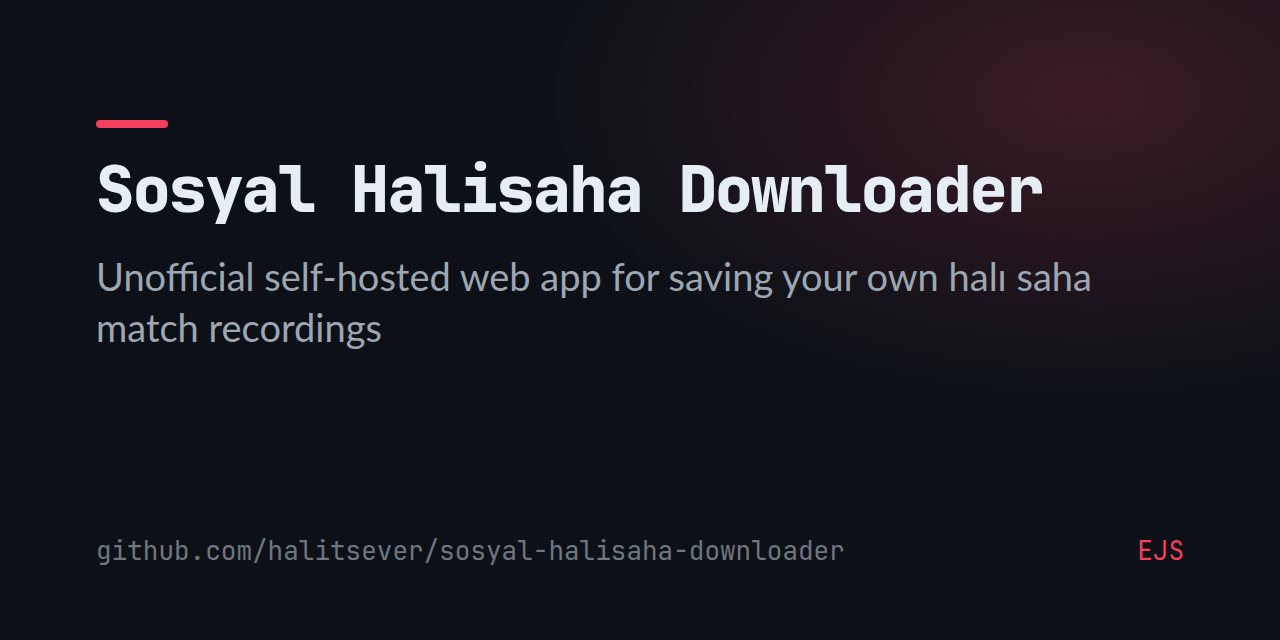 Sosyal Halisaha Downloader
Unofficial self-hosted web app for saving your own halı saha
match recordings
github.com/halitsever/sosyal-halisaha-downloader
EJS